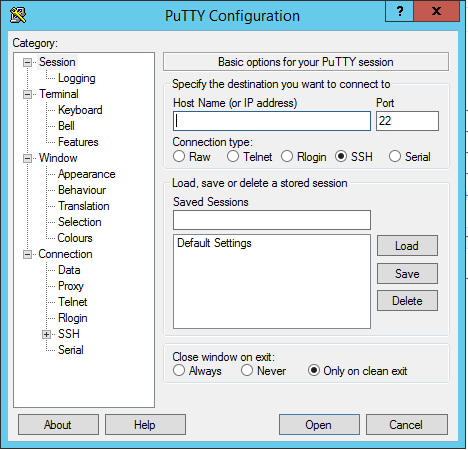 PuTTY Configuration
?
X
Category:
Session
Logging
Terminal
Keyboard
Bell
Features
Window
Appearance
Behaviour
Translation
Selection
Colours
Connection
Data
Proxy
Telnet
Rlogin
SSH
Serial
Basic options for your PuTTY session
Specify the destination you want to connect to
Host Name (or IP address) Port
22
Connection type:
Raw Telnet Rlogin SSH Serial
Load, save or delete a stored session
Saved Sessions
Default Settings
Load
Save
Delete
Close window on exit:
Always Never Only on clean exit
About Help Open Cancel